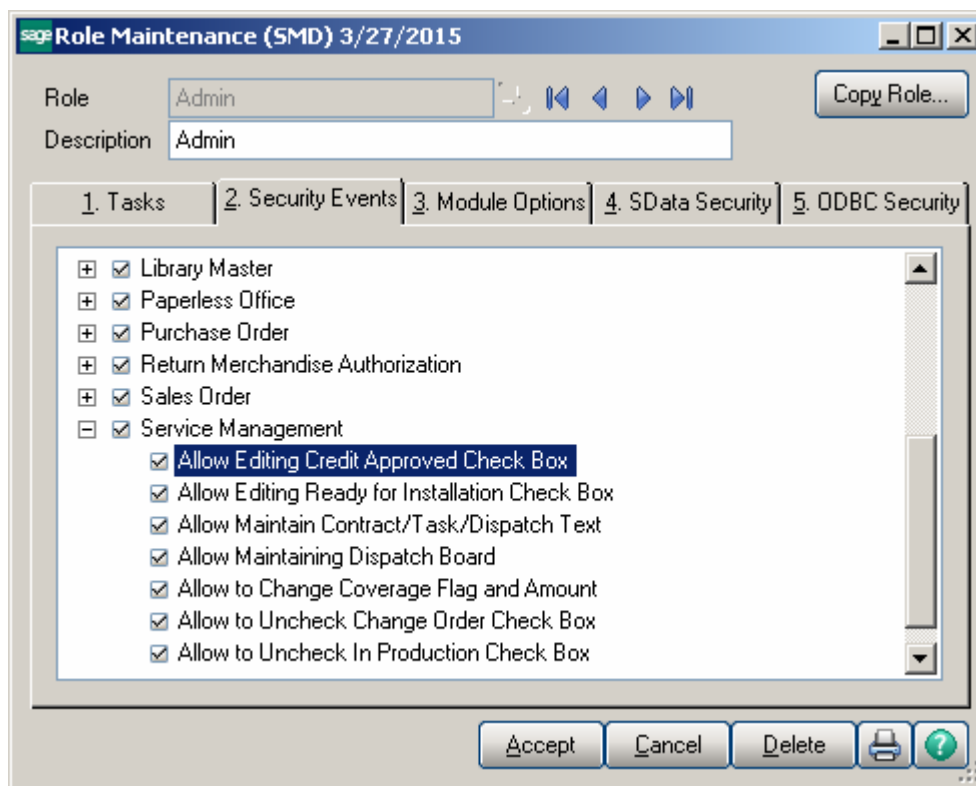 sage Role Maintenance (SMD) 3/27/2015
Role Admin Copy Role...
Description Admin
1. Tasks 2. Security Events 3. Module Options 4. SData Security 5. ODBC Security
Library Master
Paperless Office
Purchase Order
Return Merchandise Authorization
Sales Order
Service Management
Allow Editing Credit Approved Check Box
Allow Editing Ready for Installation Check Box
Allow Maintain Contract/Task/Dispatch Text
Allow Maintaining Dispatch Board
Allow to Change Coverage Flag and Amount
Allow to Uncheck Change Order Check Box
Allow to Uncheck In Production Check Box
Accept Cancel Delete ?